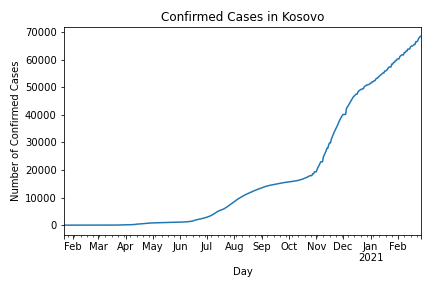 Confirmed Cases in Kosovo
Number of Confirmed Cases
70000
60000
50000
40000
30000
20000
10000
0
Feb Mar Apr May Jun Jul Aug Sep Oct Nov Dec Jan Feb
2021
Day